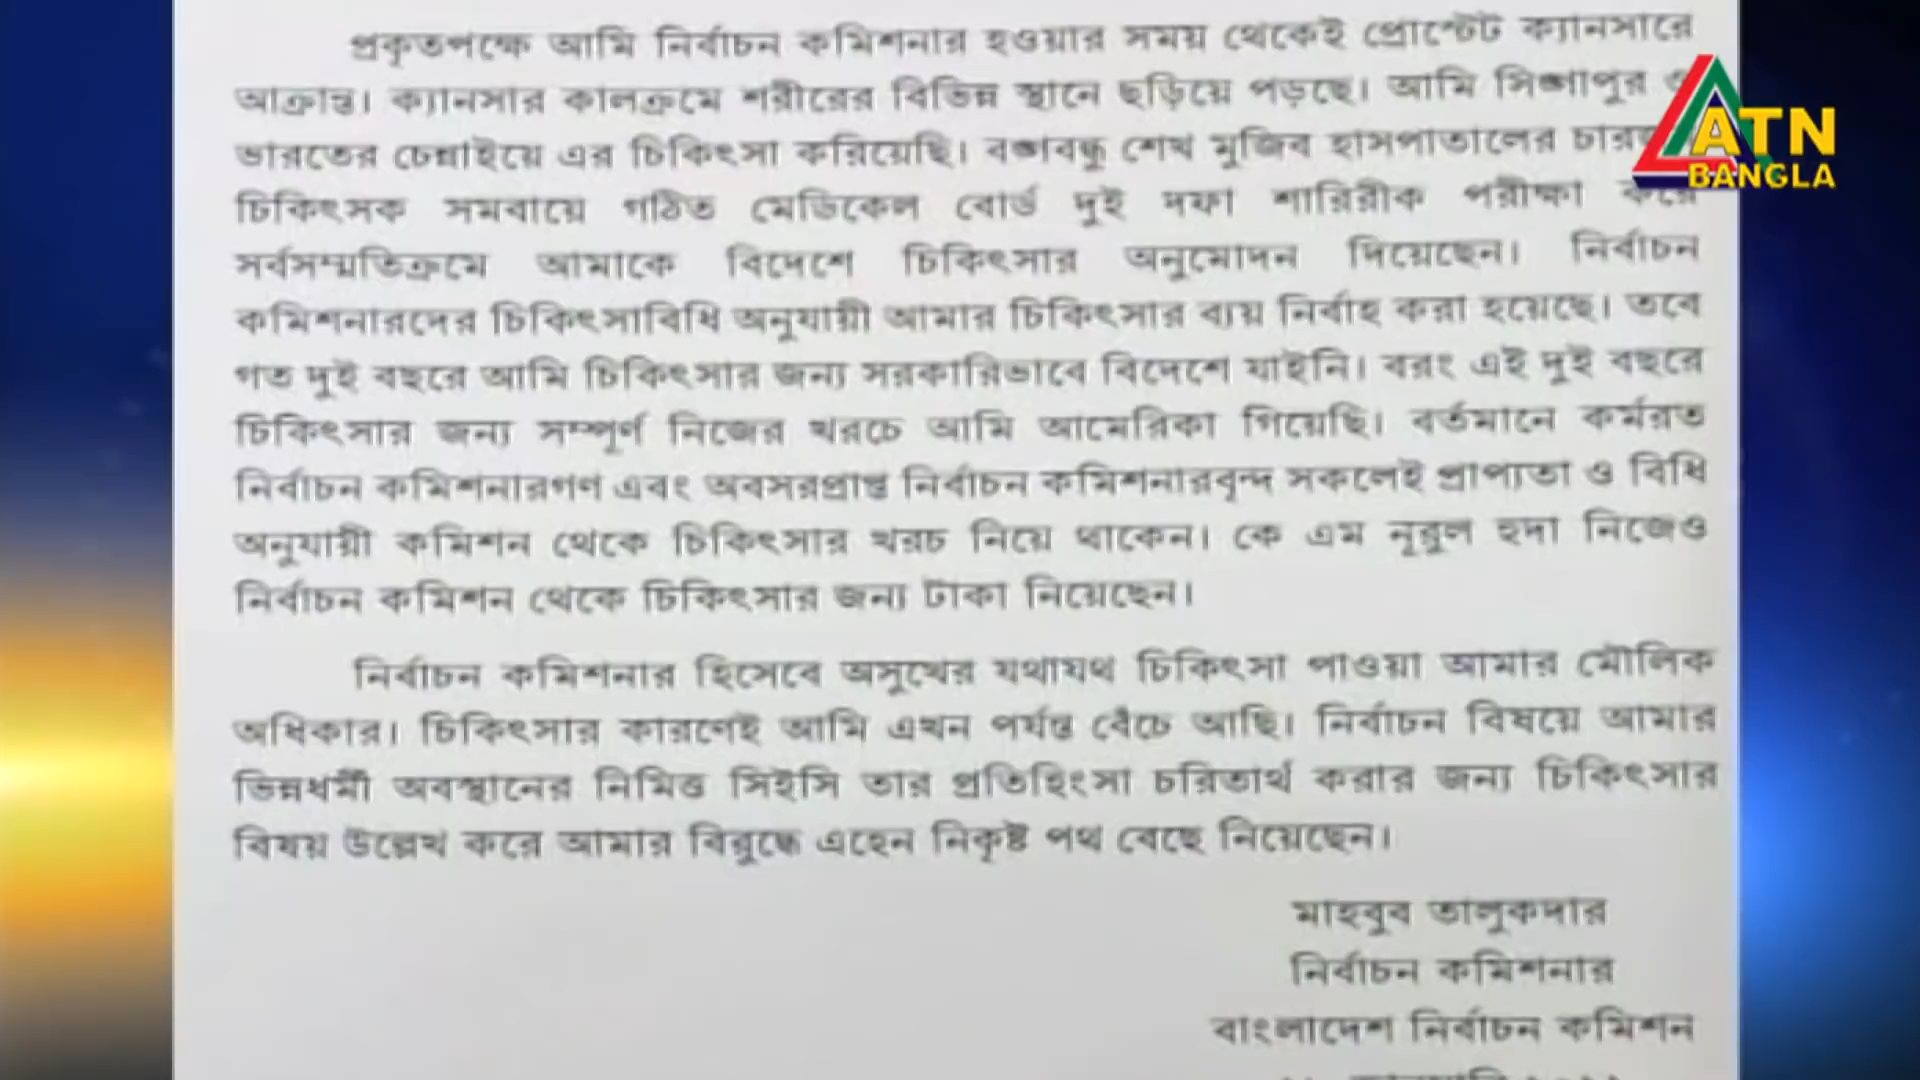 প্রকৃতপক্ষে আমি নির্বাচন কমিশনার হওয়ার সময় থেকেই প্রোস্টেট ক্যানসারে
আক্রান্ত। ক্যানসার কালক্রমে শরীরের বিভিন্ন স্থানে ছড়িয়ে পড়ছে। আমি সিঙ্গাপুর ও
ভারতের চেন্নাইয়ে এর চিকিৎসা করিয়েছি। বঙ্গবন্ধু শেখ মুজিব হাসপাতালের
চিকিৎসক সমবায়ে গঠিত মেডিকেল বোর্ড দুই দফা শারিরীক পরীক্ষা করে
সর্বসম্মতিক্রমে আমাকে বিদেশে চিকিৎসার অনুমোদন দিয়েছেন। নির্বাচন
কমিশনারদের চিকিৎসাবিধি অনুযায়ী আমার চিকিৎসার ব্যয় নির্বাহ করা হয়েছে। তবে
গত দুই বছরে আমি চিকিৎসার জন্য সরকারিভাবে বিদেশে যাইনি। বরং এই দুই বছরে
চিকিৎসার জন্য সম্পূর্ণ নিজের খরচে আমি আমেরিকা গিয়েছি। বর্তমানে কর্মরত
নির্বাচন কমিশনারগণ এবং অবসরপ্রাপ্ত নির্বাচন কমিশনারবৃন্দ সকলেই প্রাপ্যতা ও বিধি
অনুযায়ী কমিশন থেকে চিকিৎসার খরচ নিয়ে থাকেন। কে এম নূরুল হুদা নিজেও
নির্বাচন কমিশন থেকে চিকিৎসার জন্য টাকা নিয়েছেন।
নির্বাচন কমিশনার হিসেবে অসুখের যথাযথ চিকিৎসা পাওয়া আমার মৌলিক
অধিকার। চিকিৎসার কারণেই আমি এখন পর্যন্ত বেঁচে আছি। নির্বাচন বিষয়ে আমার
ভিন্নধর্মী অবস্থানের নিমিত্ত সিইসি তার প্রতিহিংসা চরিতার্থ করার জন্য চিকিৎসার
বিষয় উল্লেখ করে আমার বিরুদ্ধে এহেন নিকৃষ্ট পথ বেছে নিয়েছেন।
মাহবুব তালুকদার
নির্বাচন কমিশনার
বাংলাদেশ নির্বাচন কমিশন
ATN
BANGLA